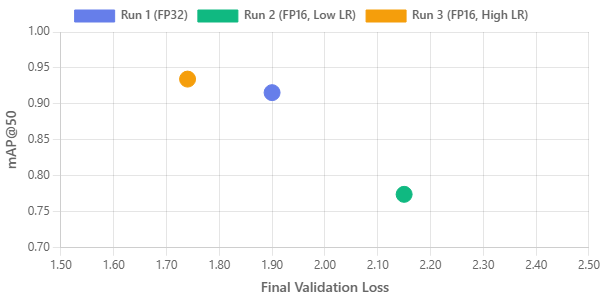 Run 1 (FP32) Run 2 (FP16, Low LR) Run 3 (FP16, High LR)
1.00
0.95
0.90
0.85
0.80
0.75
0.70
mAP@50
1.50 1.60 1.70 1.80 1.90 2.00 2.10 2.20 2.30 2.40 2.50
Final Validation Loss